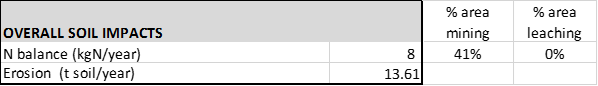 % area % area
OVERALL SOIL IMPACTS mining leaching
N balance (kgN/year) 8 41% 0%
Erosion (t soil/year) 13.61